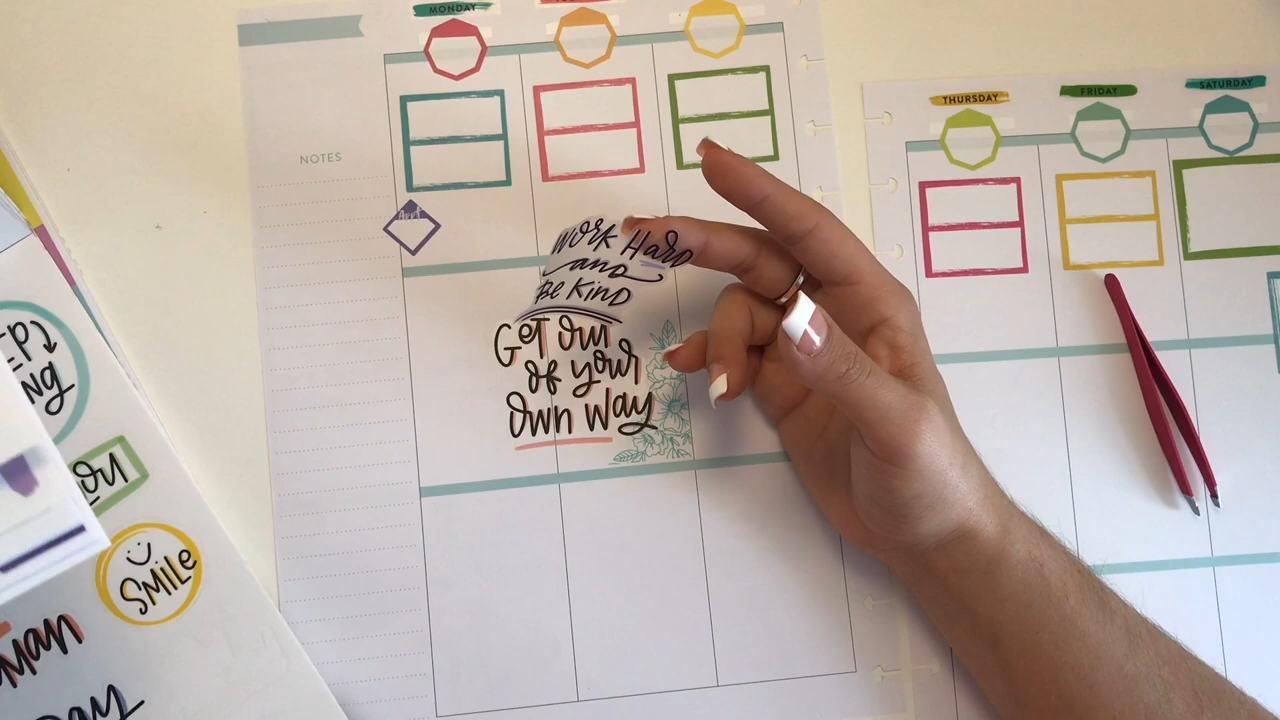 MONDAY
THURSDAY
FRIDAY
SATURDAY
NOTES
Work Hard
and
Be Kind
Get Out
of your
Own Way
SMILE